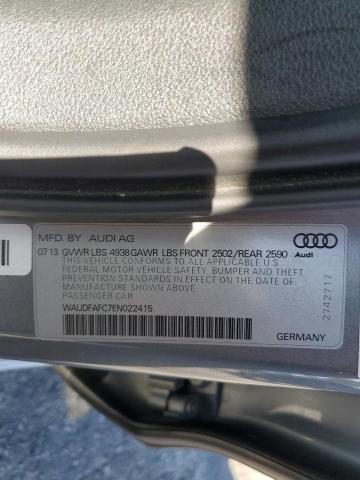 MFD. BY AUDI AG
07 13 GVWR LBS 4938 GAWR LBS FRONT 2502/REAR 2590
THIS VEHICLE CONFORMS TO ALL APPLICABLE U.S.
FEDERAL MOTOR VEHICLE SAFETY, BUMPER AND THEFT
PREVENTION STANDARDS IN EFFECT ON THE DATE OF
MANUFACTURE SHOWN ABOVE.
PASSENGER CAR
WAUDFAFC7EN022415
Audi
2742717
GERMANY